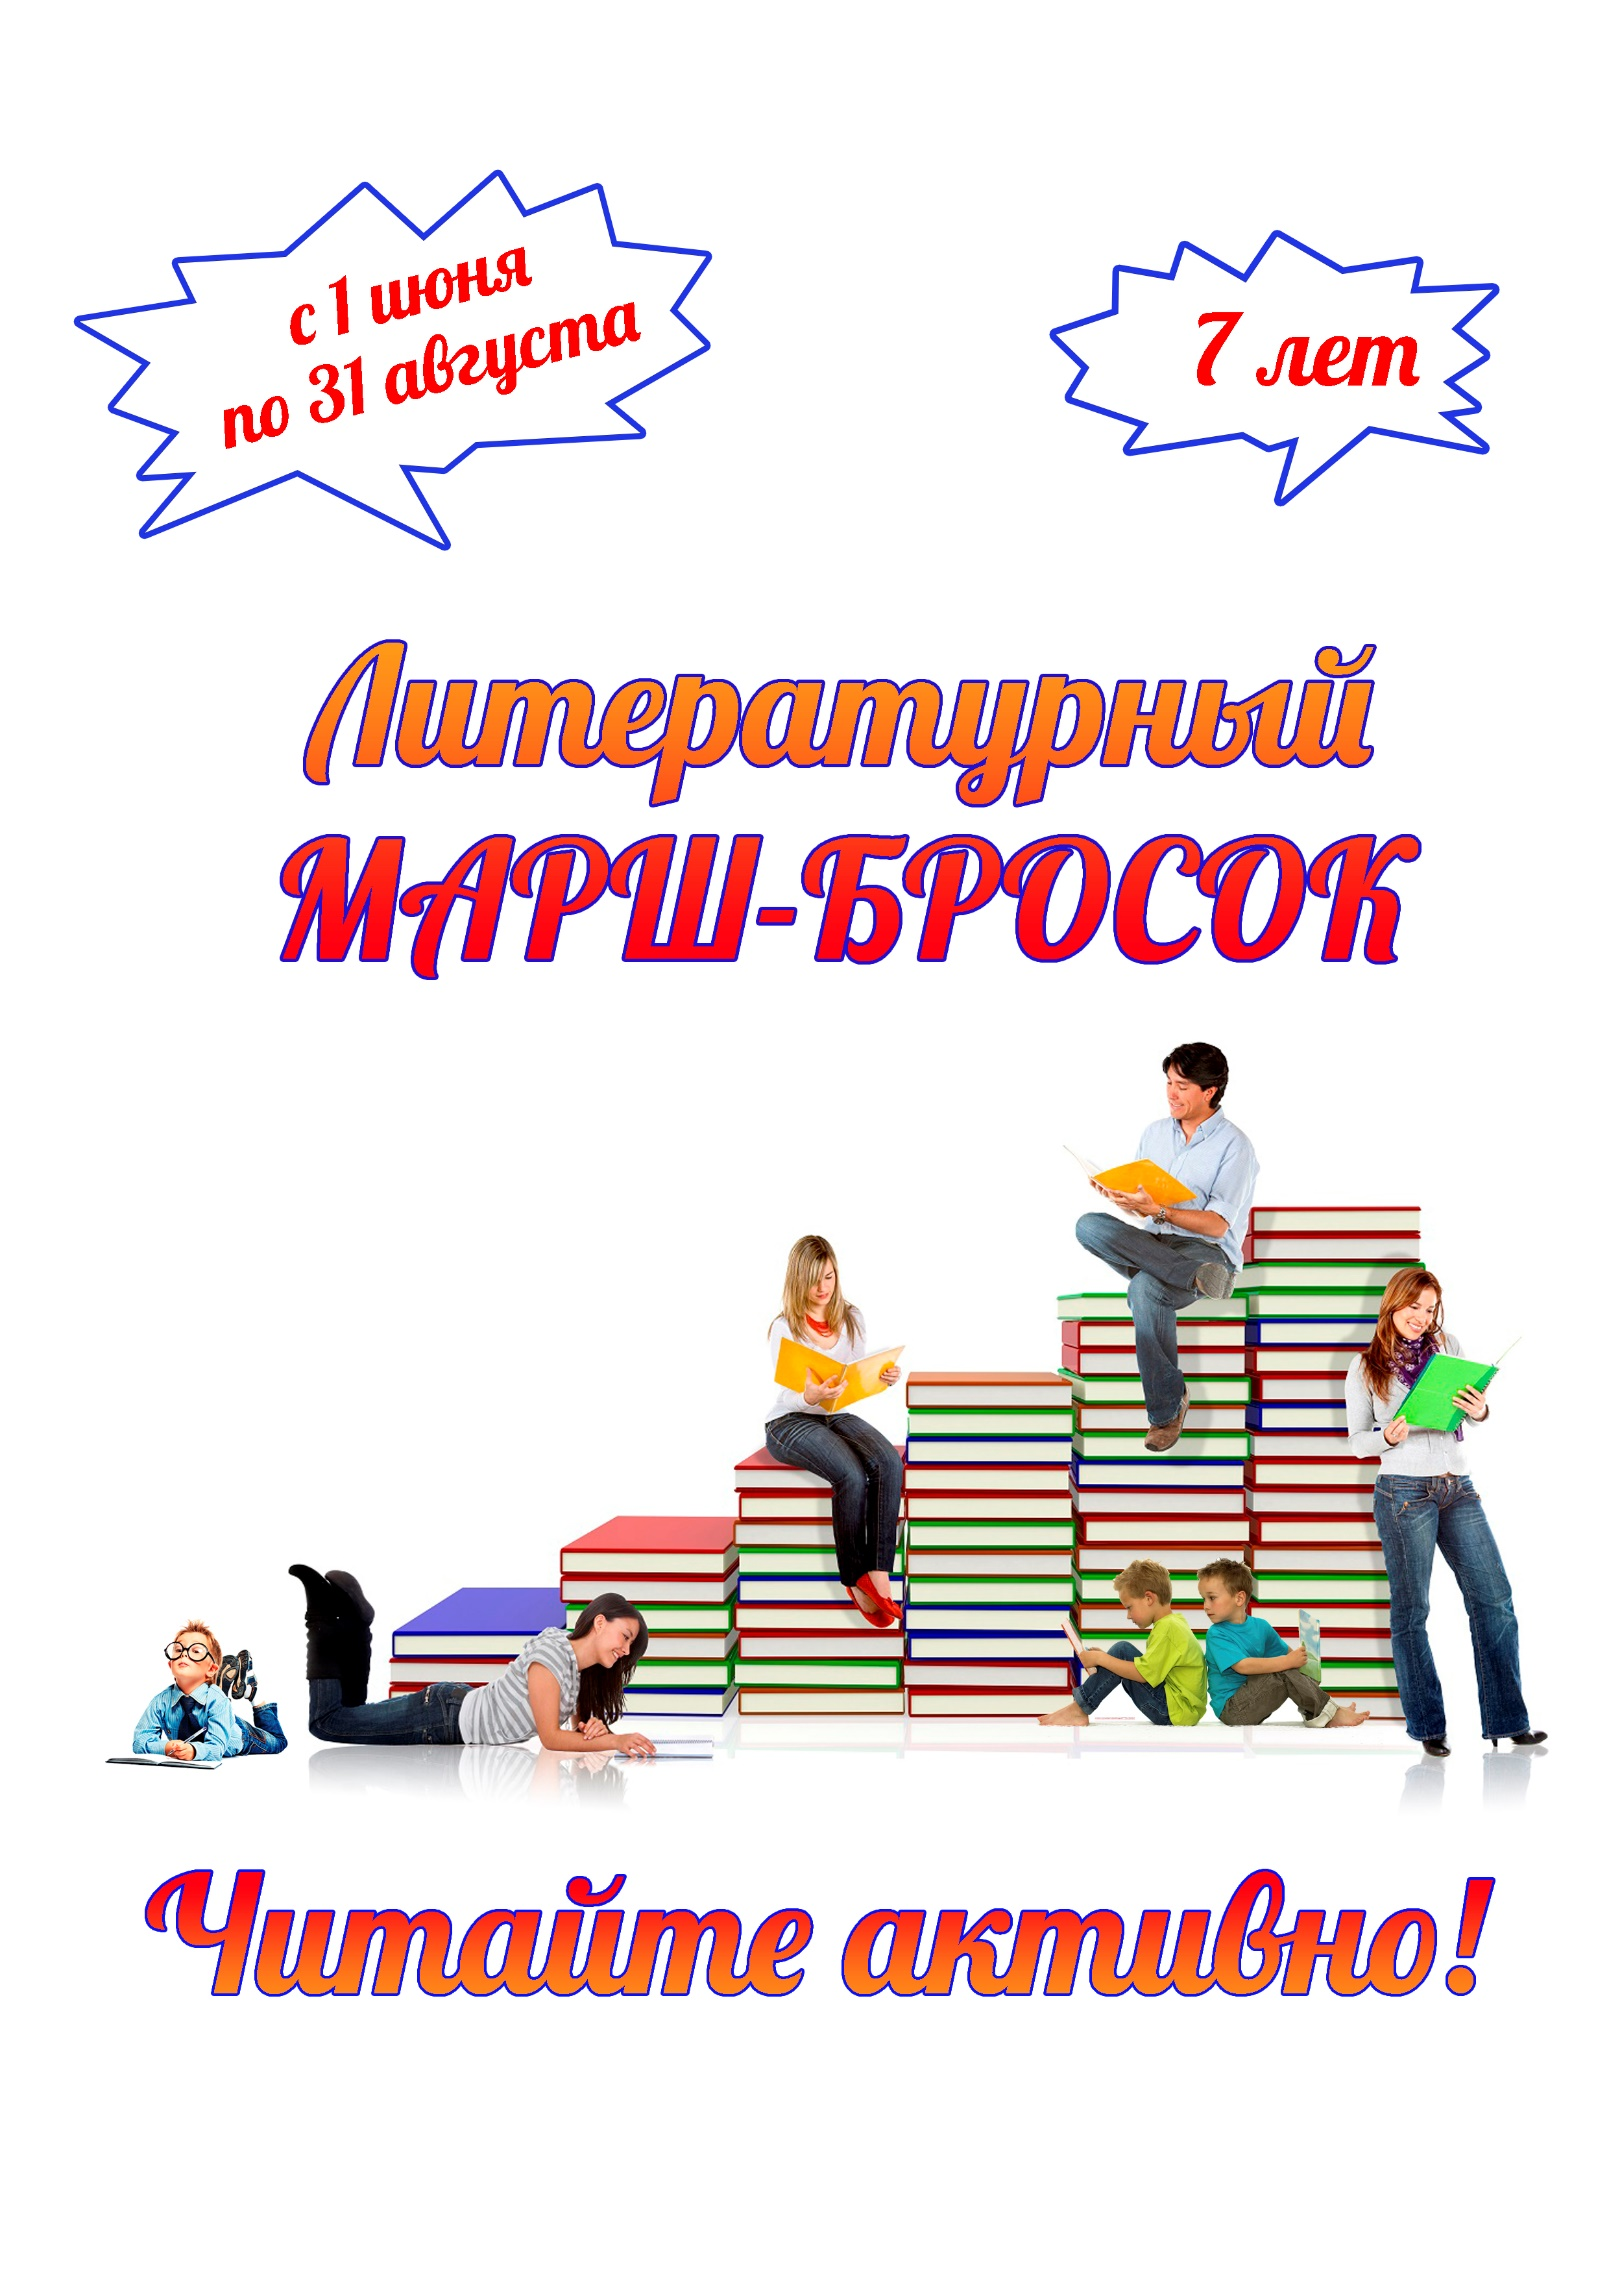 с 1 июня
по 31 августа
7 лет
Литературный
МАРШ-БРОСОК
Читайте активно!